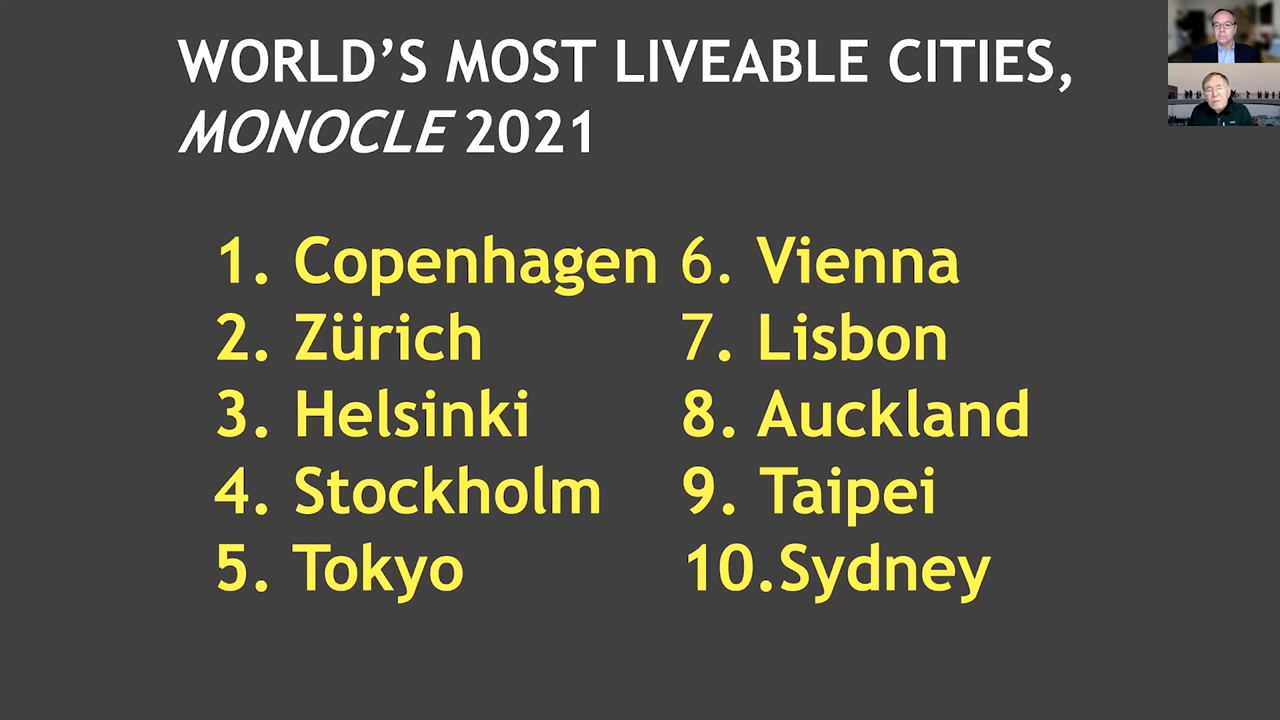 WORLD'S MOST LIVEABLE CITIES,
MONOCLE 2021
1. Copenhagen
2. Zürich
3. Helsinki
4. Stockholm
5. Tokyo
6. Vienna
7. Lisbon
8. Auckland
9. Taipei
10.Sydney